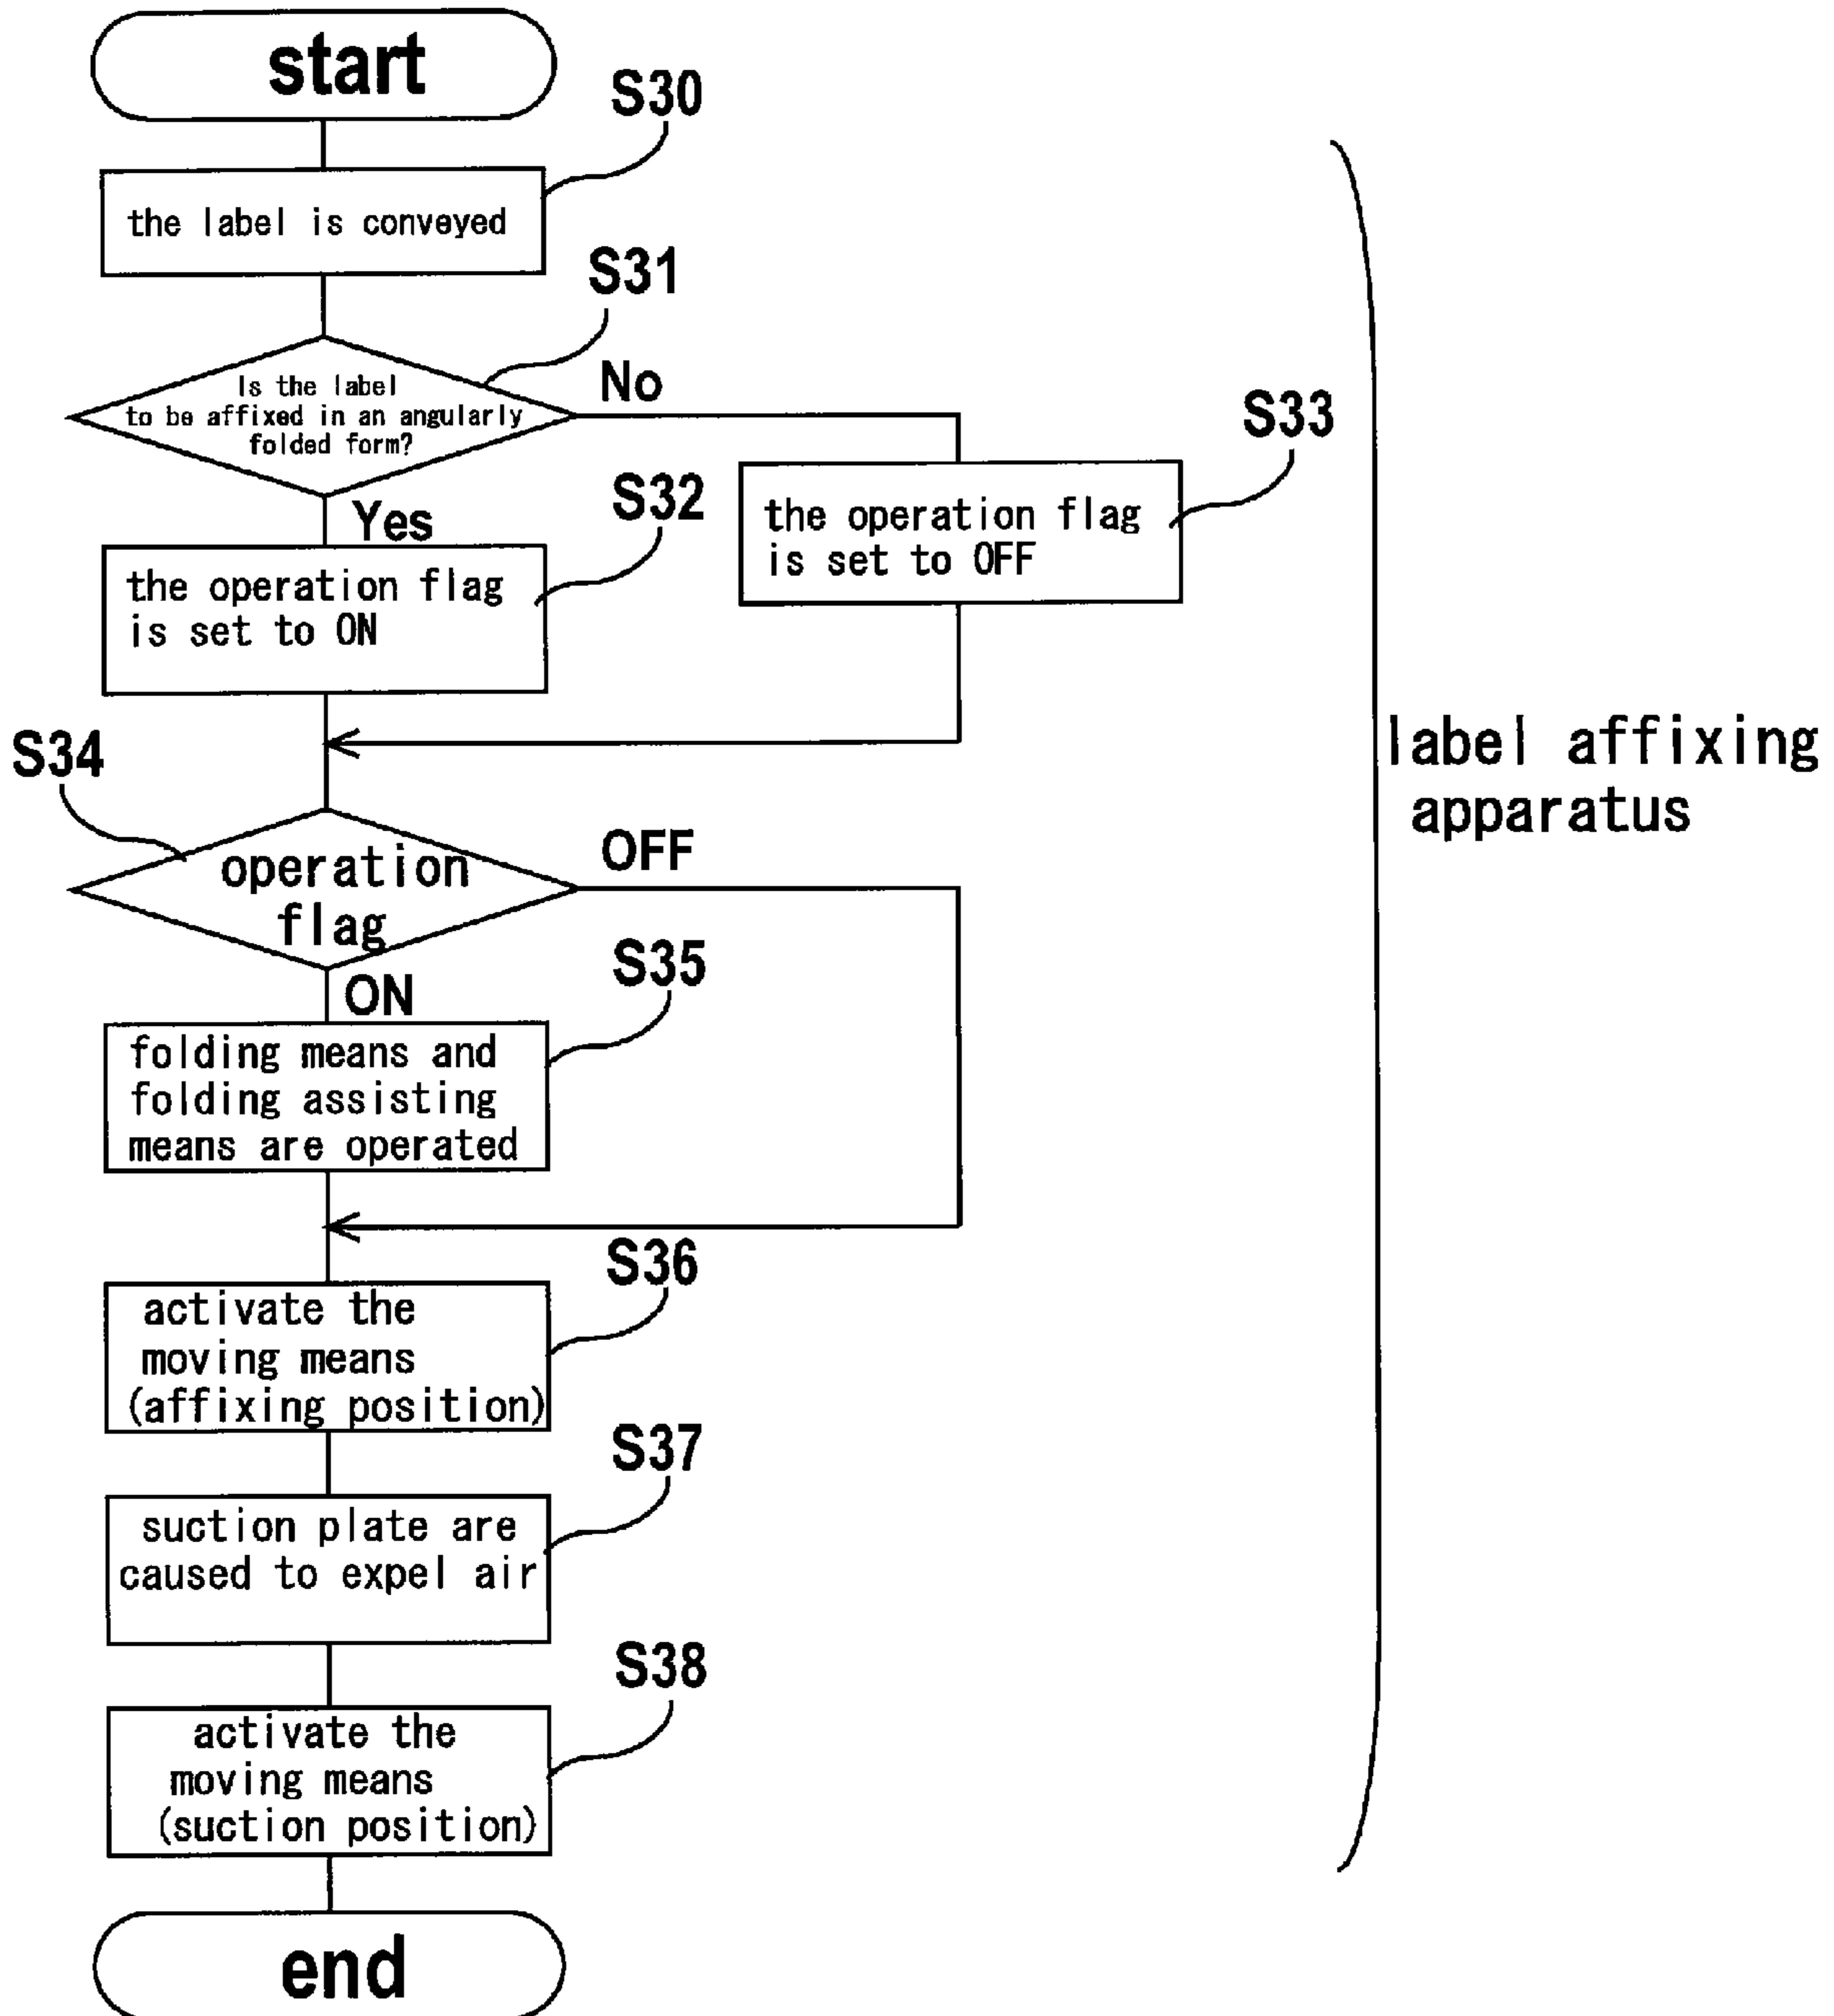 start
S30
the label is conveyed
S31
Is the label
to be affixed in an angularly
folded form?
No
S33
the operation flag
is set to OFF
Yes
S32
the operation flag
is set to ON
label affixing
apparatus
S34
operation
flag
OFF
ON
S35
folding means and
folding assisting
means are operated
S36
activate the
moving means
(affixing position)
S37
suction plate are
caused to expel air
S38
activate the
moving means
(suction position)
end